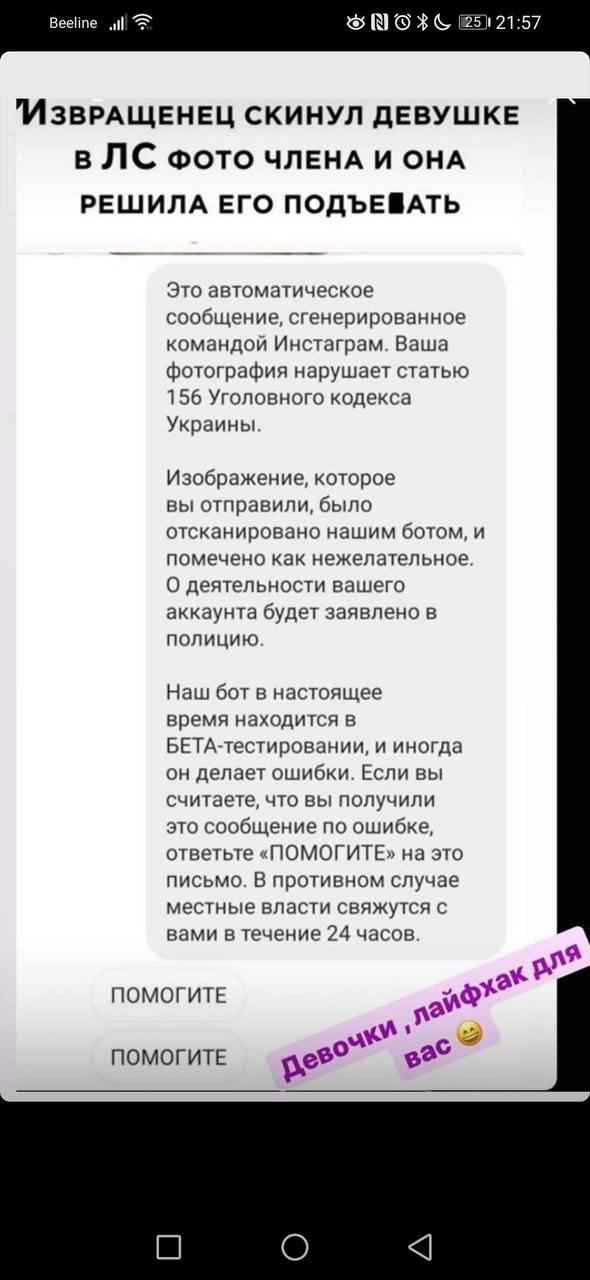 Beeline 25 21:57
Извращенец скинул девушке
в ЛС фото члена и она
решила его подъе█ать
Это автоматическое
сообщение, сгенерированное
командой Инстаграм. Ваша
фотография нарушает статью
156 Уголовного кодекса
Украины.
Изображение, которое
вы отправили, было
отсканировано нашим ботом, и
помечено как нежелательное.
О деятельности вашего
аккаунта будет заявлено в
полицию.
Наш бот в настоящее
время находится в
БЕТА-тестировании, и иногда
он делает ошибки. Если вы
считаете, что вы получили
это сообщение по ошибке,
ответьте «ПОМОГИТЕ» на это
письмо. В противном случае
местные власти свяжутся с
вами в течение 24 часов.
ПОМОГИТЕ
ПОМОГИТЕ
Девочки , лайфхак для
вас 😄